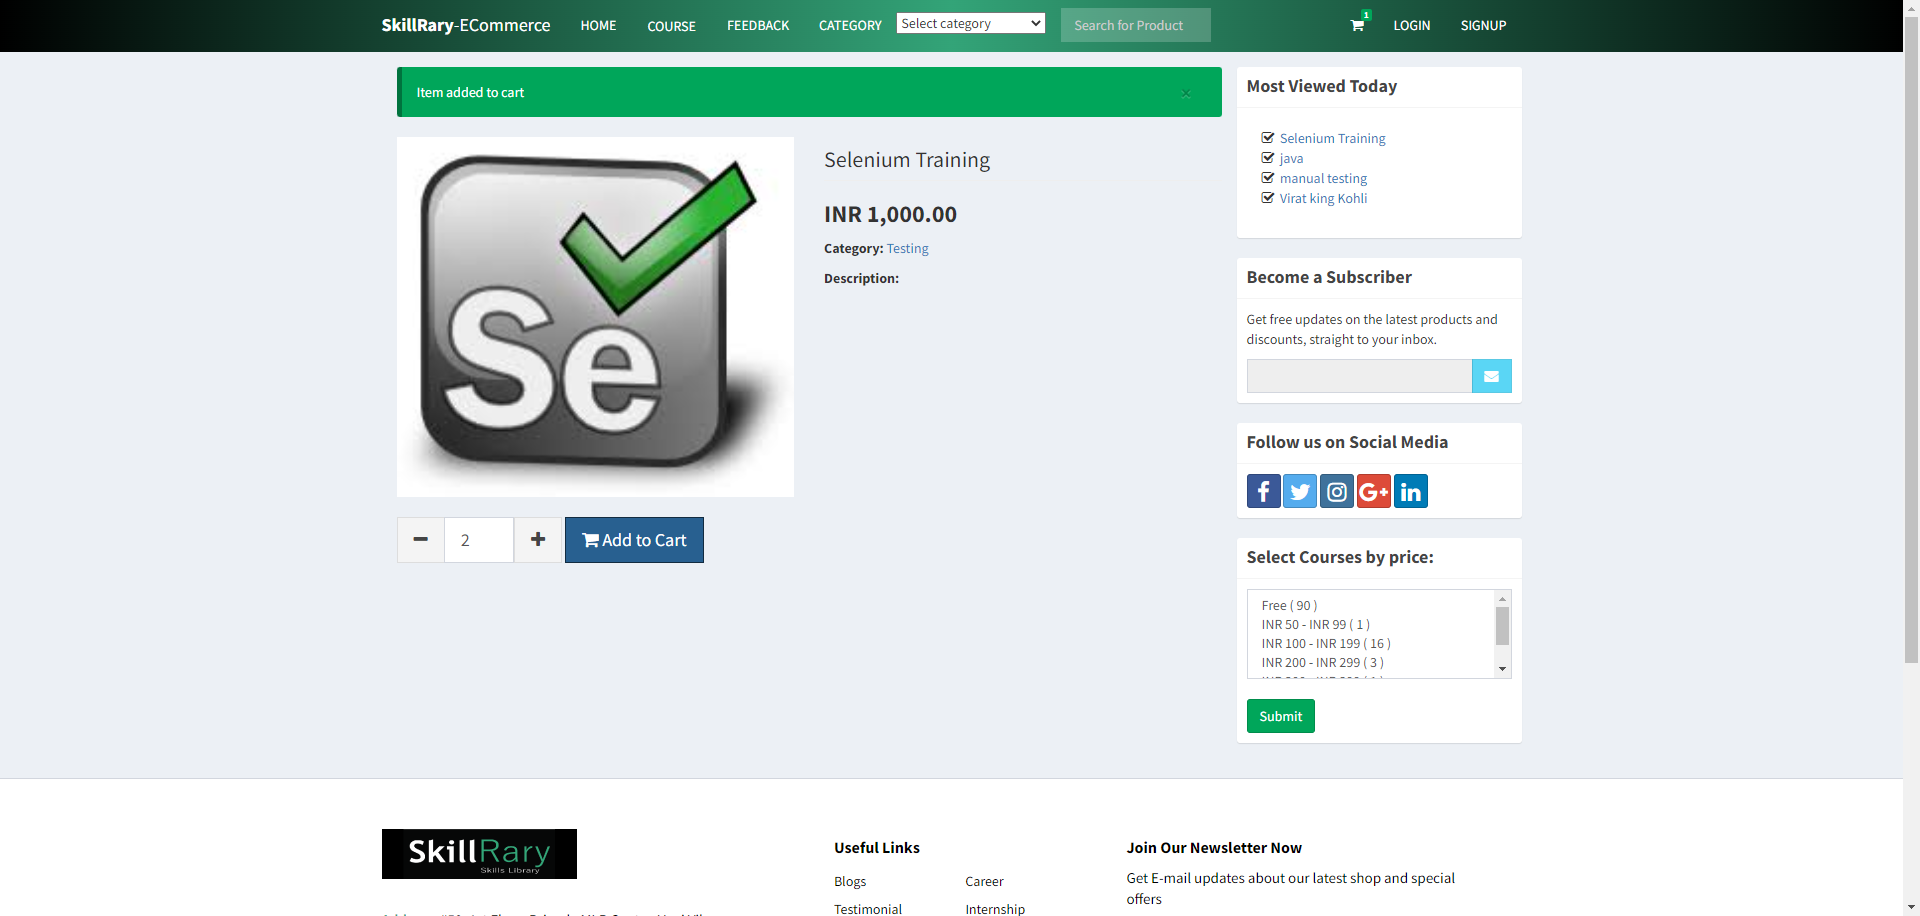 SkillRary-ECommerce HOME COURSE FEEDBACK CATEGORY Select category Search for Product 1 LOGIN SIGNUP
Item added to cart ×
Se
Selenium Training
INR 1,000.00
Category: Testing
Description:
2
Add to Cart
Most Viewed Today
Selenium Training
java
manual testing
Virat king Kohli
Become a Subscriber
Get free updates on the latest products and
discounts, straight to your inbox.
Follow us on Social Media
f G+ in
Select Courses by price:
Free ( 90 )
INR 50 - INR 99 ( 1 )
INR 100 - INR 199 ( 16 )
INR 200 - INR 299 ( 3 )
Submit
SkillRary
Skills Library
Useful Links
Blogs Career
Testimonial Internship
Join Our Newsletter Now
Get E-mail updates about our latest shop and special
offers